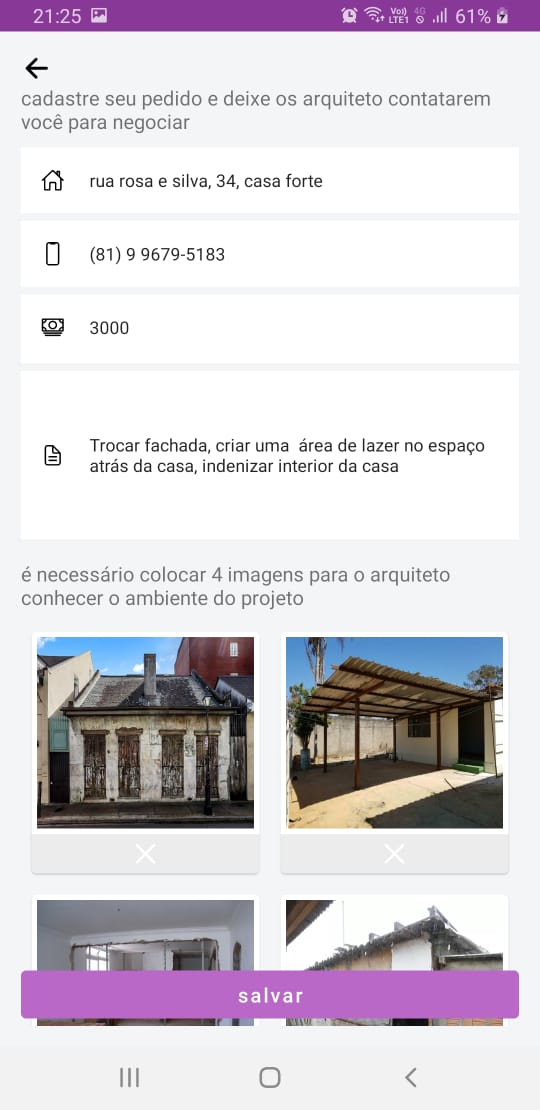 21:25
Vo)) 4G 61%
LTE1
cadastre seu pedido e deixe os arquiteto contatarem
você para negociar
rua rosa e silva, 34, casa forte
(81) 9 9679-5183
3000
Trocar fachada, criar uma  área de lazer no espaço
atrás da casa, indenizar interior da casa
é necessário colocar 4 imagens para o arquiteto
conhecer o ambiente do projeto
salvar